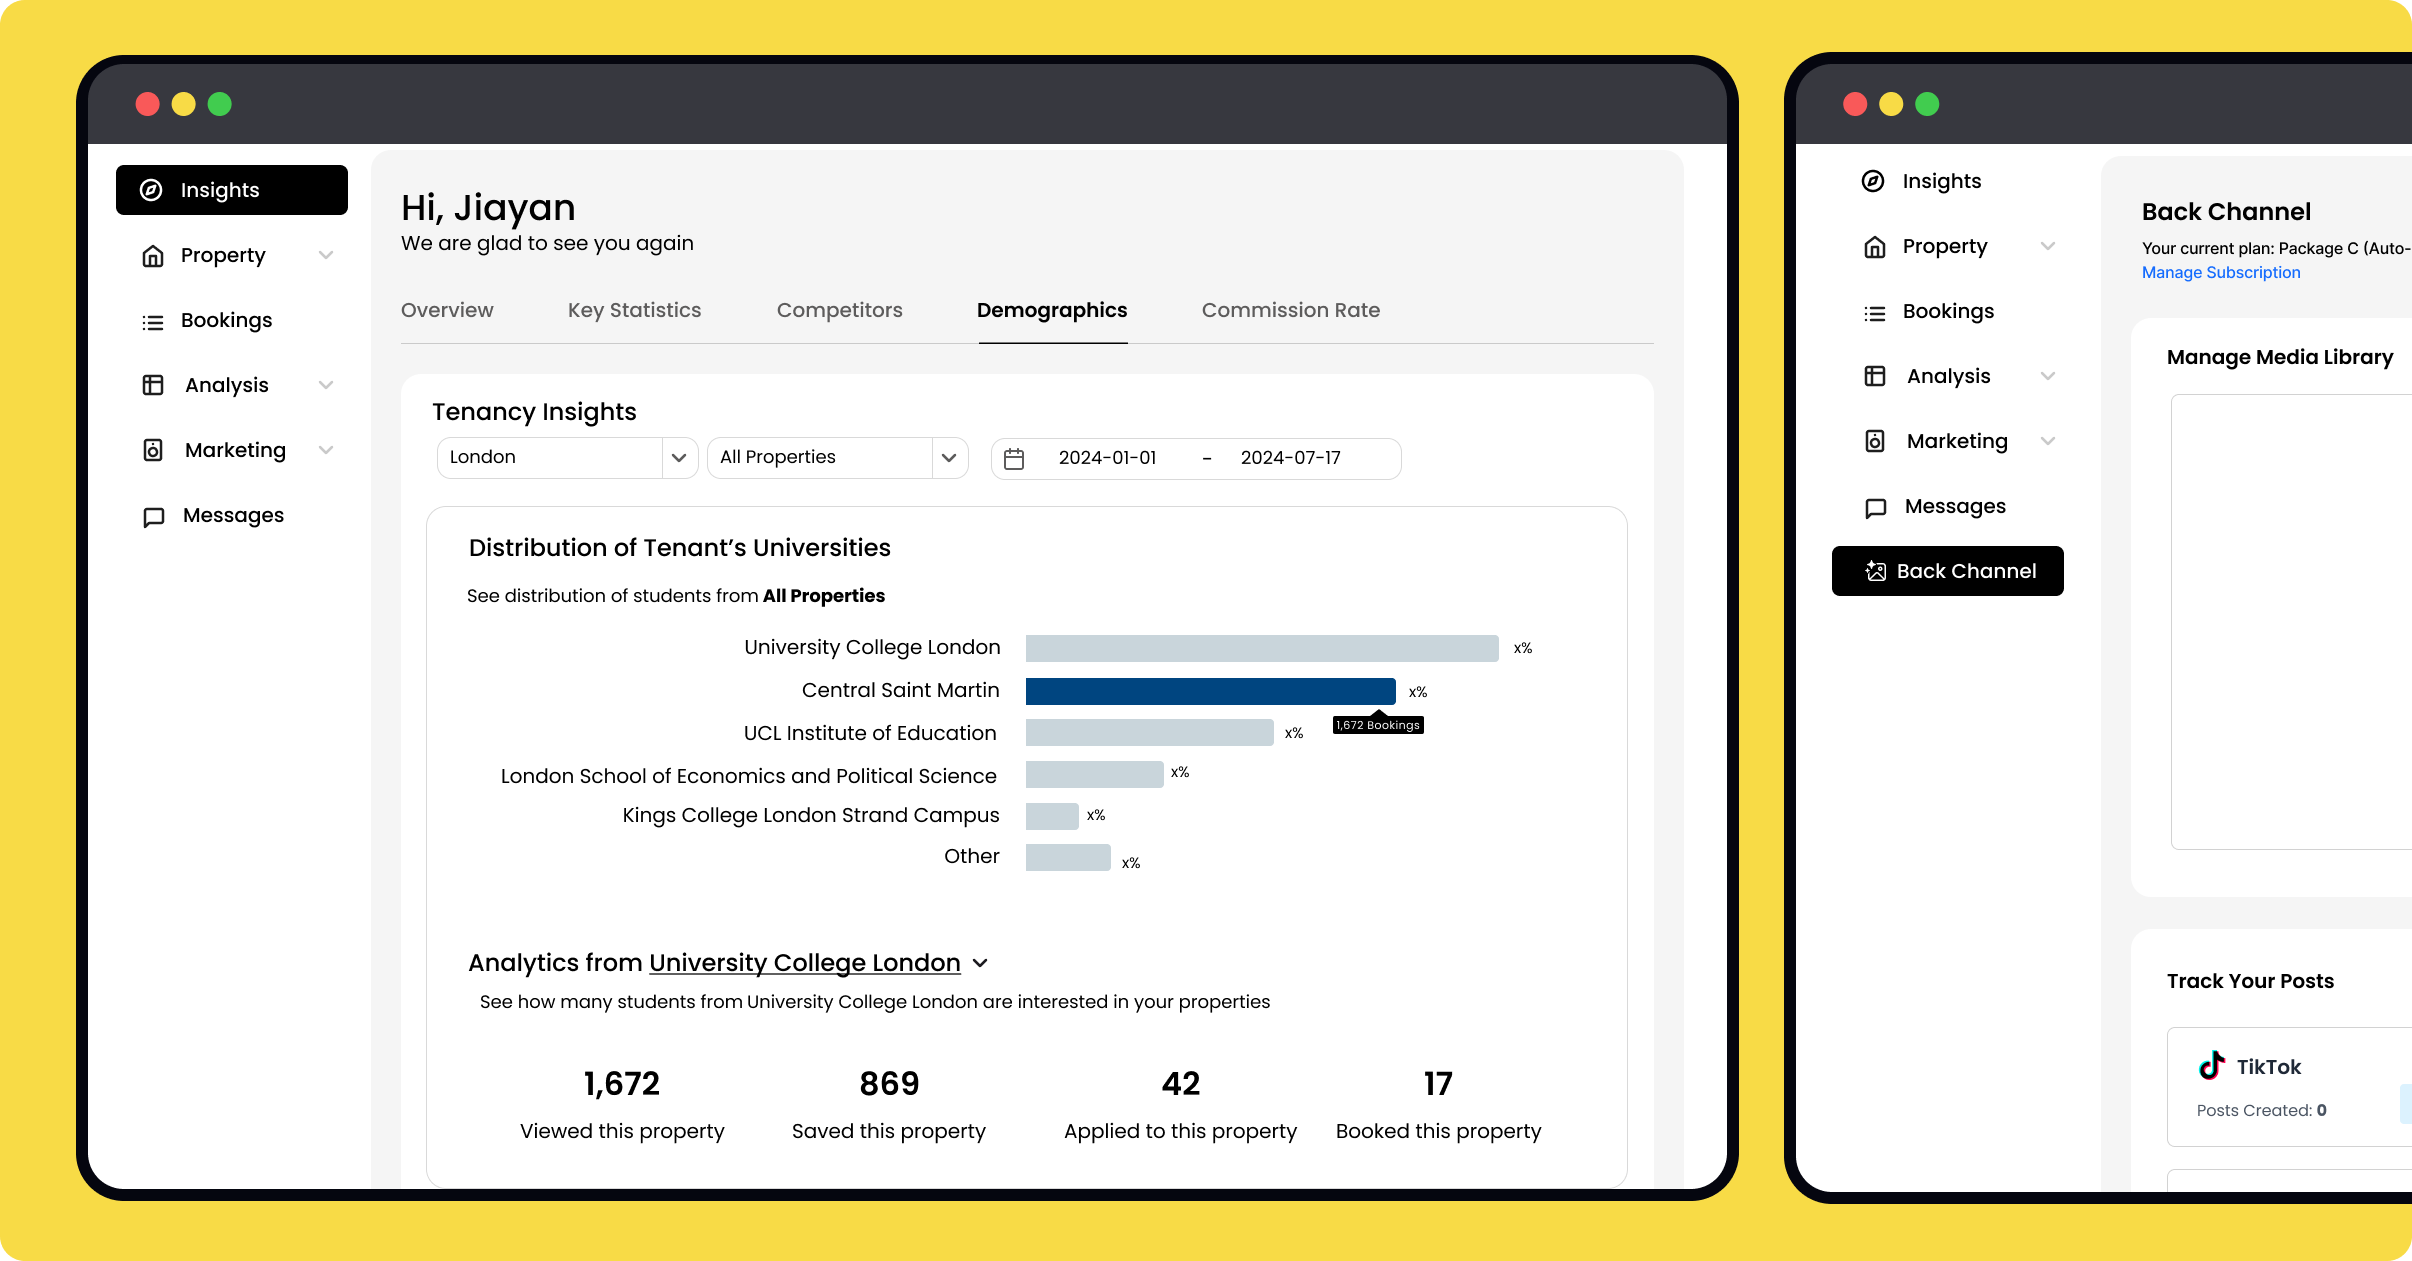 Insights
Property
Bookings
Analysis
Marketing
Messages
Hi, Jiayan
We are glad to see you again
Overview Key Statistics Competitors Demographics Commission Rate
Tenancy Insights
London All Properties 2024-01-01 - 2024-07-17
Distribution of Tenant’s Universities
See distribution of students from All Properties
University College London x%
Central Saint Martin x%
1,672 Bookings
UCL Institute of Education x%
London School of Economics and Political Science x%
Kings College London Strand Campus x%
Other x%
Analytics from University College London
See how many students from University College London are interested in your properties
1,672 869 42 17
Viewed this property Saved this property Applied to this property Booked this property
Insights
Property
Bookings
Analysis
Marketing
Messages
Back Channel
Back Channel
Your current plan: Package C (Auto-
Manage Subscription
Manage Media Library
Track Your Posts
TikTok
Posts Created: 0